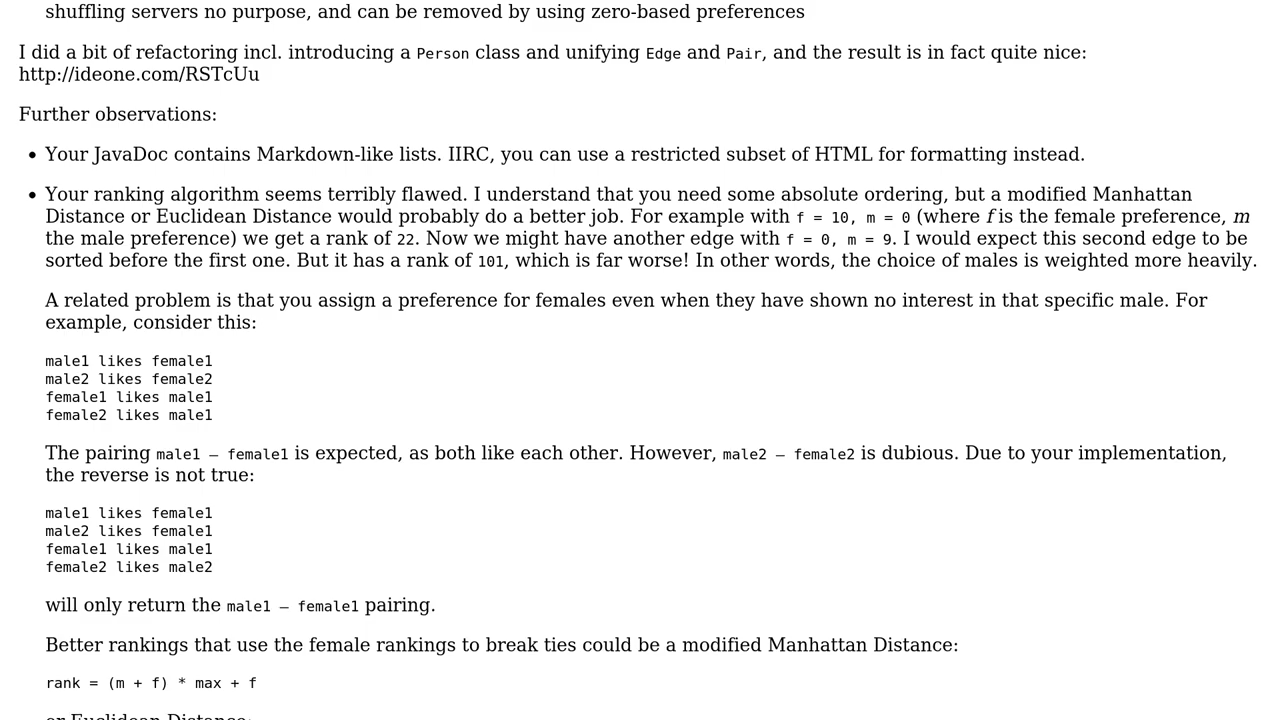 shuffling servers no purpose, and can be removed by using zero-based preferences
I did a bit of refactoring incl. introducing a Person class and unifying Edge and Pair, and the result is in fact quite nice:
http://ideone.com/RSTcUu
Further observations:
• Your JavaDoc contains Markdown-like lists. IIRC, you can use a restricted subset of HTML for formatting instead.
• Your ranking algorithm seems terribly flawed. I understand that you need some absolute ordering, but a modified Manhattan
Distance or Euclidean Distance would probably do a better job. For example with f = 10, m = 0 (where f is the female preference, m
the male preference) we get a rank of 22. Now we might have another edge with f = 0, m = 9. I would expect this second edge to be
sorted before the first one. But it has a rank of 101, which is far worse! In other words, the choice of males is weighted more heavily.
A related problem is that you assign a preference for females even when they have shown no interest in that specific male. For
example, consider this:
male1 likes female1
male2 likes female2
female1 likes male1
female2 likes male1
The pairing male1 – female1 is expected, as both like each other. However, male2 – female2 is dubious. Due to your implementation,
the reverse is not true:
male1 likes female1
male2 likes female1
female1 likes male1
female2 likes male2
will only return the male1 – female1 pairing.
Better rankings that use the female rankings to break ties could be a modified Manhattan Distance:
rank = (m + f) * max + f
or Euclidean Distance: